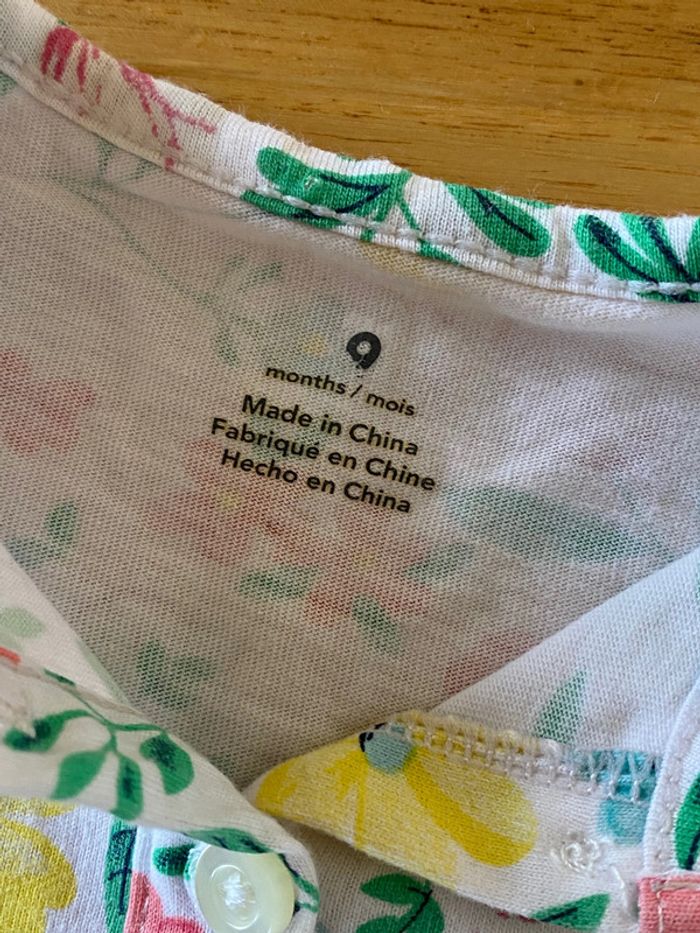 9
months / mois
Made in China
Fabriqué en Chine
Hecho en China